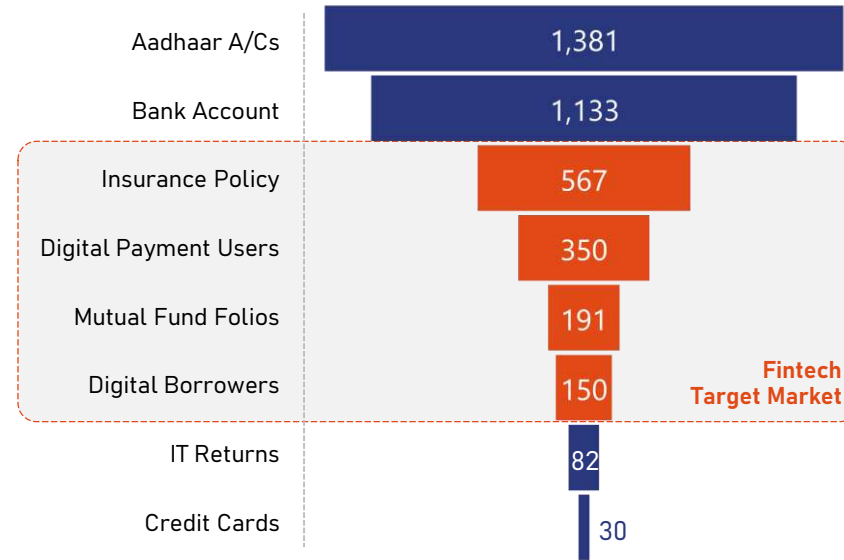 Aadhaar A/Cs 1,381
Bank Account 1,133
Insurance Policy 567
Digital Payment Users 350
Mutual Fund Folios 191
Digital Borrowers 150
Fintech
Target Market
IT Returns 82
Credit Cards 30